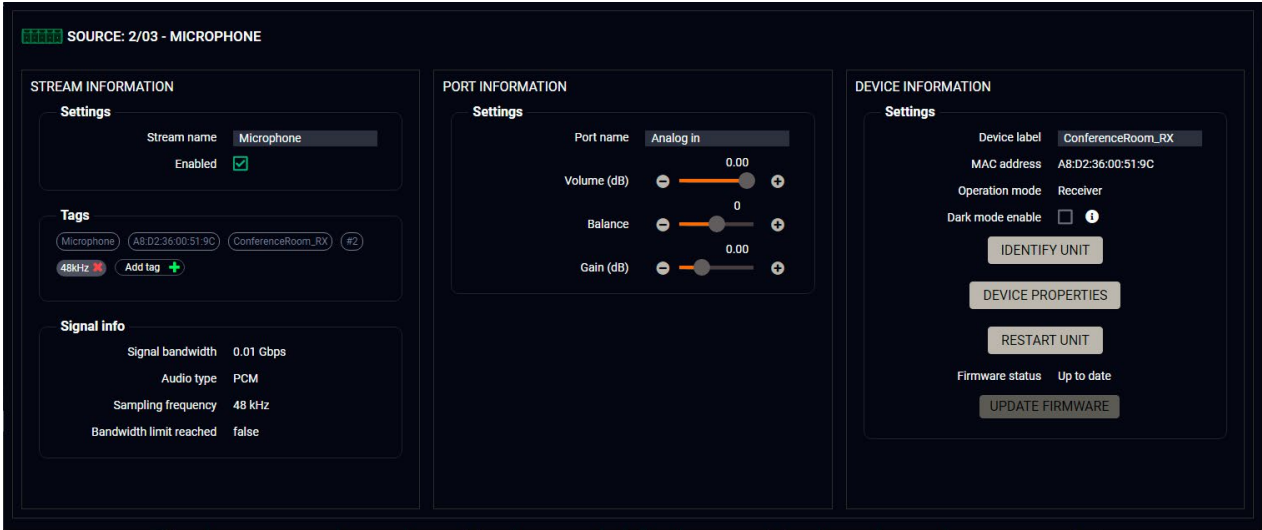 SOURCE: 2/03 - MICROPHONE
STREAM INFORMATION
Settings
Stream name Microphone
Enabled
Tags
Microphone A8:D2:36:00:51:9C ConferenceRoom_RX #2
48kHz Add tag
Signal info
Signal bandwidth 0.01 Gbps
Audio type PCM
Sampling frequency 48 kHz
Bandwidth limit reached false
PORT INFORMATION
Settings
Port name Analog in
0.00
Volume (dB)
0
Balance
0.00
Gain (dB)
DEVICE INFORMATION
Settings
Device label ConferenceRoom_RX
MAC address A8:D2:36:00:51:9C
Operation mode Receiver
Dark mode enable
IDENTIFY UNIT
DEVICE PROPERTIES
RESTART UNIT
Firmware status Up to date
UPDATE FIRMWARE